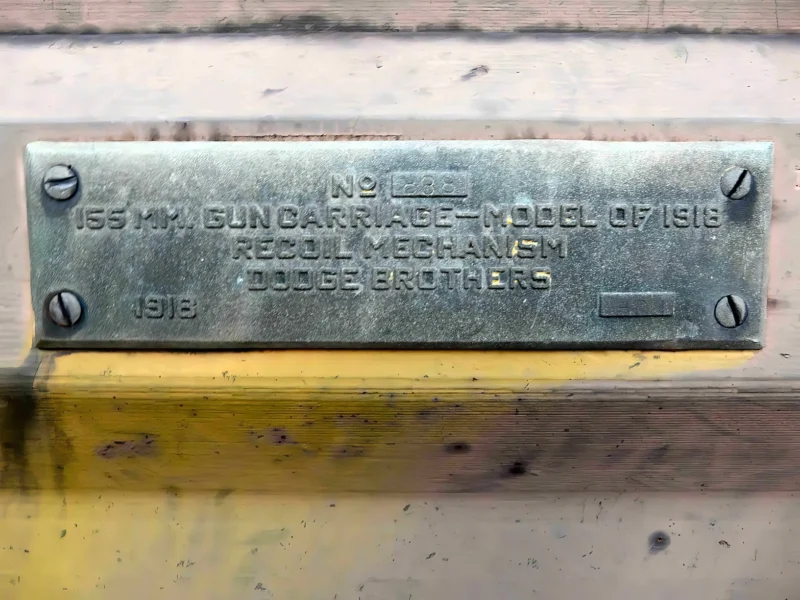 Nº
155 MM. GUN CARRIAGE—MODEL OF 1918
RECOIL MECHANISM
DODGE BROTHERS
1918